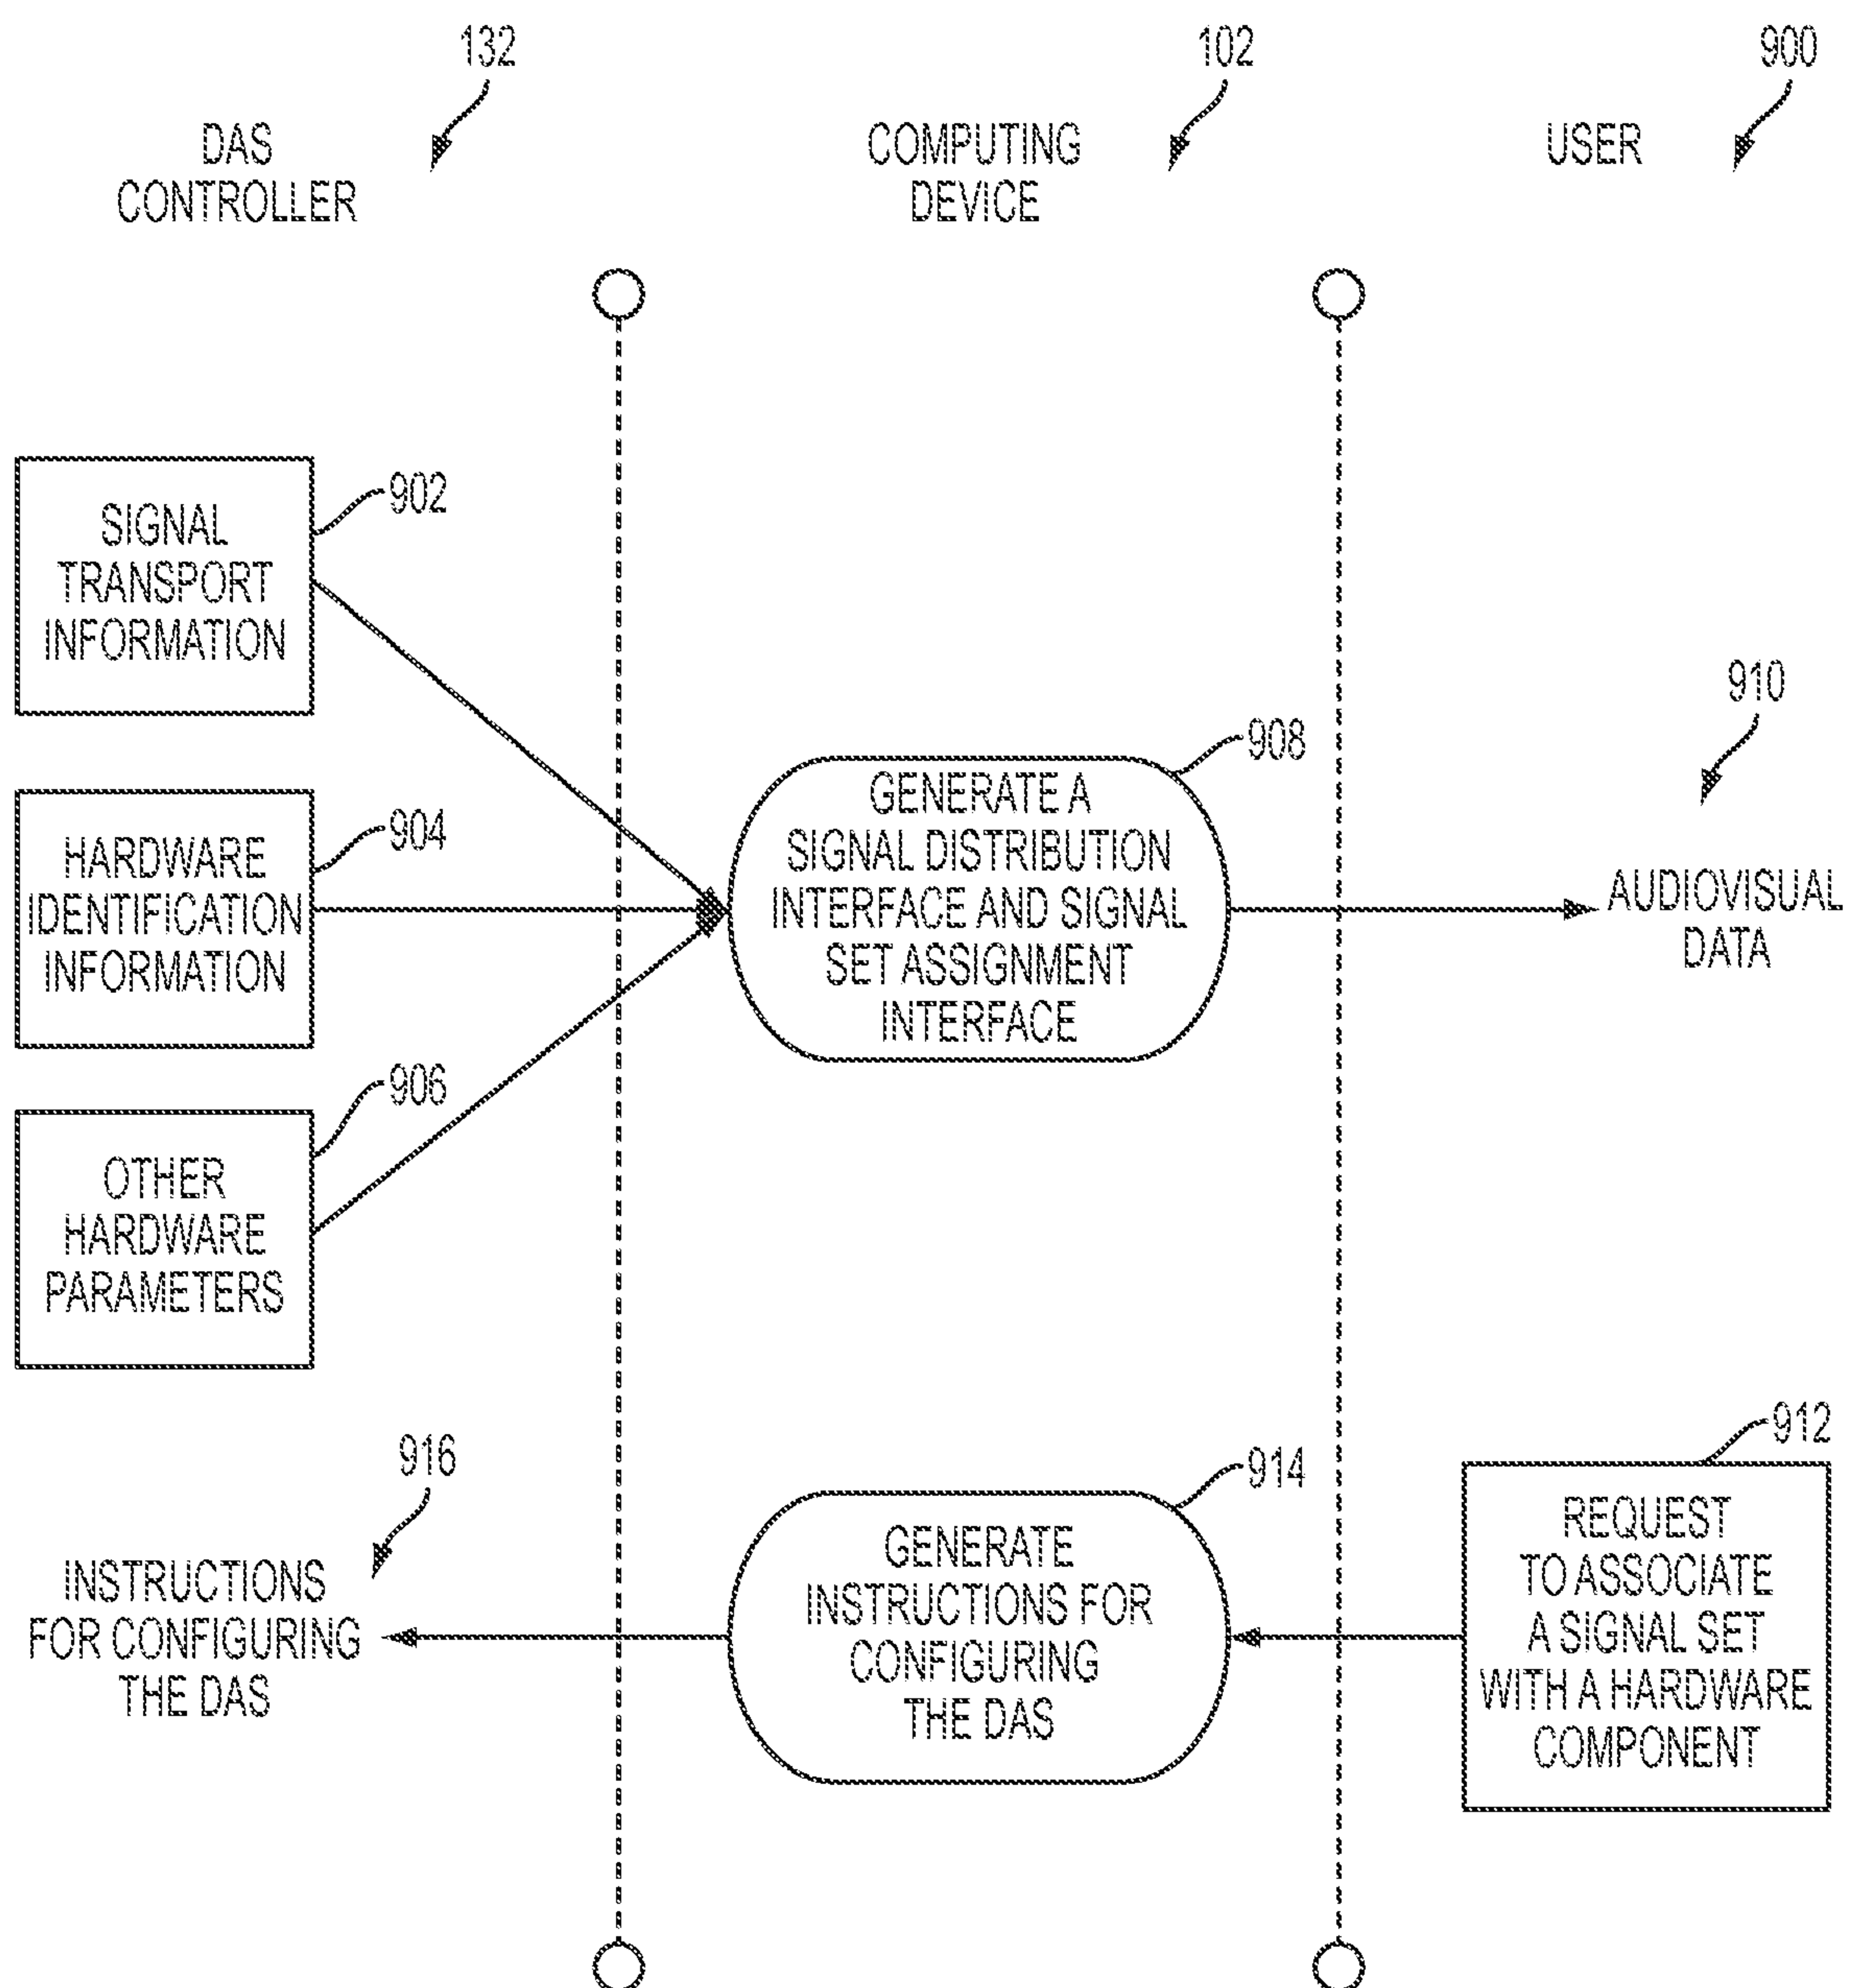 132
102
900
DAS
CONTROLLER
COMPUTING
DEVICE
USER
902
SIGNAL
TRANSPORT
INFORMATION
904
HARDWARE
IDENTIFICATION
INFORMATION
906
OTHER
HARDWARE
PARAMETERS
908
GENERATE A
SIGNAL DISTRIBUTION
INTERFACE AND SIGNAL
SET ASSIGNMENT
INTERFACE
910
AUDIOVISUAL
DATA
912
REQUEST
TO ASSOCIATE
A SIGNAL SET
WITH A HARDWARE
COMPONENT
914
GENERATE
INSTRUCTIONS FOR
CONFIGURING
THE DAS
916
INSTRUCTIONS
FOR CONFIGURING
THE DAS